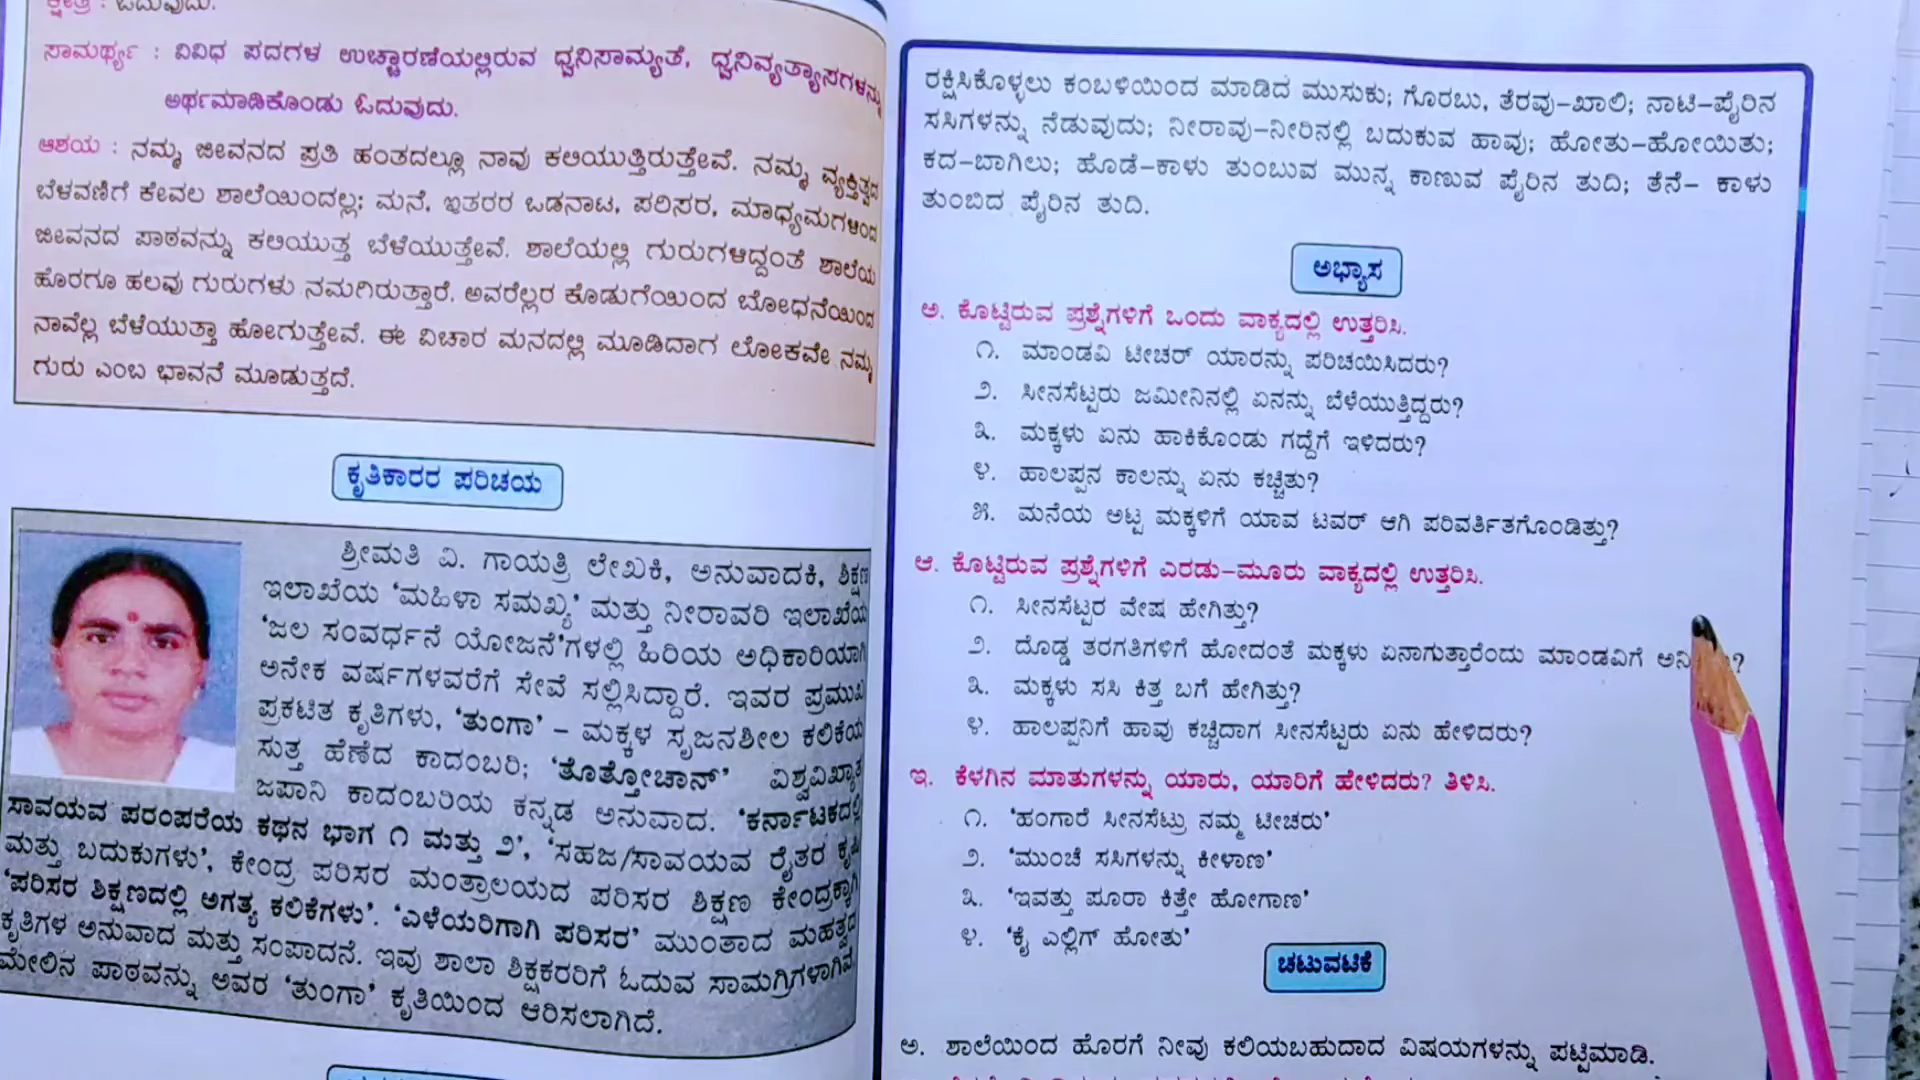 ಕ್ಷೇತ್ರ : ಓದುವುದು.
ಸಾಮರ್ಥ್ಯ : ವಿವಿಧ ಪದಗಳ ಉಚ್ಚಾರಣೆಯಲ್ಲಿರುವ ಧ್ವನಿಸಾಮ್ಯತೆ, ಧ್ವನಿವ್ಯತ್ಯಾಸಗಳನ್ನು
ಅರ್ಥಮಾಡಿಕೊಂಡು ಓದುವುದು.
ಆಶಯ : ನಮ್ಮ ಜೀವನದ ಪ್ರತಿ ಹಂತದಲ್ಲೂ ನಾವು ಕಲಿಯುತ್ತಿರುತ್ತೇವೆ. ನಮ್ಮ ವ್ಯಕ್ತಿತ್ವದ
ಬೆಳವಣಿಗೆ ಕೇವಲ ಶಾಲೆಯಿಂದಲ್ಲ; ಮನೆ, ಇತರರ ಒಡನಾಟ, ಪರಿಸರ, ಮಾಧ್ಯಮಗಳಿಂದ
ಜೀವನದ ಪಾಠವನ್ನು ಕಲಿಯುತ್ತ ಬೆಳೆಯುತ್ತೇವೆ. ಶಾಲೆಯಲ್ಲಿ ಗುರುಗಳಿದ್ದಂತೆ ಶಾಲೆಯ
ಹೊರಗೂ ಹಲವು ಗುರುಗಳು ನಮಗಿರುತ್ತಾರೆ. ಅವರೆಲ್ಲರ ಕೊಡುಗೆಯಿಂದ ಬೋಧನೆಯಿಂದ
ನಾವೆಲ್ಲ ಬೆಳೆಯುತ್ತಾ ಹೋಗುತ್ತೇವೆ. ಈ ವಿಚಾರ ಮನದಲ್ಲಿ ಮೂಡಿದಾಗ ಲೋಕವೇ ನಮ್ಮ
ಗುರು ಎಂಬ ಭಾವನೆ ಮೂಡುತ್ತದೆ.
ಕೃತಿಕಾರರ ಪರಿಚಯ
ಶ್ರೀಮತಿ ವಿ. ಗಾಯತ್ರಿ ಲೇಖಕಿ, ಅನುವಾದಕಿ, ಶಿಕ್ಷಣ
ಇಲಾಖೆಯ ‘ಮಹಿಳಾ ಸಮಖ್ಯ’ ಮತ್ತು ನೀರಾವರಿ ಇಲಾಖೆಯ
‘ಜಲ ಸಂವರ್ಧನೆ ಯೋಜನೆ’ಗಳಲ್ಲಿ ಹಿರಿಯ ಅಧಿಕಾರಿಯಾಗಿ
ಅನೇಕ ವರ್ಷಗಳವರೆಗೆ ಸೇವೆ ಸಲ್ಲಿಸಿದ್ದಾರೆ. ಇವರ ಪ್ರಮುಖ
ಪ್ರಕಟಿತ ಕೃತಿಗಳು, ‘ತುಂಗಾ’ – ಮಕ್ಕಳ ಸೃಜನಶೀಲ ಕಲಿಕೆಯ
ಸುತ್ತ ಹೆಣೆದ ಕಾದಂಬರಿ; ‘ತೊತ್ತೋಚಾನ್’ ವಿಶ್ವವಿಖ್ಯಾತ
ಜಪಾನಿ ಕಾದಂಬರಿಯ ಕನ್ನಡ ಅನುವಾದ. ‘ಕರ್ನಾಟಕದಲ್ಲಿ
ಸಾವಯವ ಪರಂಪರೆಯ ಕಥನ ಭಾಗ ೧ ಮತ್ತು ೨’, ‘ಸಹಜ/ಸಾವಯವ ರೈತರ ಕೃಷಿ
ಮತ್ತು ಬದುಕುಗಳು’, ಕೇಂದ್ರ ಪರಿಸರ ಮಂತ್ರಾಲಯದ ಪರಿಸರ ಶಿಕ್ಷಣ ಕೇಂದ್ರಕ್ಕಾಗಿ
‘ಪರಿಸರ ಶಿಕ್ಷಣದಲ್ಲಿ ಅಗತ್ಯ ಕಲಿಕೆಗಳು’. ‘ಎಳೆಯರಿಗಾಗಿ ಪರಿಸರ’ ಮುಂತಾದ ಮಹತ್ವದ
ಕೃತಿಗಳ ಅನುವಾದ ಮತ್ತು ಸಂಪಾದನೆ. ಇವು ಶಾಲಾ ಶಿಕ್ಷಕರರಿಗೆ ಓದುವ ಸಾಮಗ್ರಿಗಳಾಗಿವೆ.
ಮೇಲಿನ ಪಾಠವನ್ನು ಅವರ ‘ತುಂಗಾ’ ಕೃತಿಯಿಂದ ಆರಿಸಲಾಗಿದೆ.
ರಕ್ಷಿಸಿಕೊಳ್ಳಲು ಕಂಬಳಿಯಿಂದ ಮಾಡಿದ ಮುಸುಕು; ಗೊರಬು, ತೆರವು–ಖಾಲಿ; ನಾಟಿ–ಪೈರಿನ
ಸಸಿಗಳನ್ನು ನೆಡುವುದು; ನೀರಾವು–ನೀರಿನಲ್ಲಿ ಬದುಕುವ ಹಾವು; ಹೋತು–ಹೋಯಿತು;
ಕದ–ಬಾಗಿಲು; ಹೊಡೆ–ಕಾಳು ತುಂಬುವ ಮುನ್ನ ಕಾಣುವ ಪೈರಿನ ತುದಿ; ತೆನೆ– ಕಾಳು
ತುಂಬಿದ ಪೈರಿನ ತುದಿ.
ಅಭ್ಯಾಸ
ಅ. ಕೊಟ್ಟಿರುವ ಪ್ರಶ್ನೆಗಳಿಗೆ ಒಂದು ವಾಕ್ಯದಲ್ಲಿ ಉತ್ತರಿಸಿ.
೧. ಮಾಂಡವಿ ಟೀಚರ್ ಯಾರನ್ನು ಪರಿಚಯಿಸಿದರು?
೨. ಸೀನಸೆಟ್ಟರು ಜಮೀನಿನಲ್ಲಿ ಏನನ್ನು ಬೆಳೆಯುತ್ತಿದ್ದರು?
೩. ಮಕ್ಕಳು ಏನು ಹಾಕಿಕೊಂಡು ಗದ್ದೆಗೆ ಇಳಿದರು?
೪. ಹಾಲಪ್ಪನ ಕಾಲನ್ನು ಏನು ಕಚ್ಚಿತು?
೫. ಮನೆಯ ಅಟ್ಟ ಮಕ್ಕಳಿಗೆ ಯಾವ ಟವರ್ ಆಗಿ ಪರಿವರ್ತಿತಗೊಂಡಿತ್ತು?
ಆ. ಕೊಟ್ಟಿರುವ ಪ್ರಶ್ನೆಗಳಿಗೆ ಎರಡು–ಮೂರು ವಾಕ್ಯದಲ್ಲಿ ಉತ್ತರಿಸಿ.
೧. ಸೀನಸೆಟ್ಟರ ವೇಷ ಹೇಗಿತ್ತು?
೨. ದೊಡ್ಡ ತರಗತಿಗಳಿಗೆ ಹೋದಂತೆ ಮಕ್ಕಳು ಏನಾಗುತ್ತಾರೆಂದು ಮಾಂಡವಿಗೆ
೩. ಮಕ್ಕಳು ಸಸಿ ಕಿತ್ತ ಬಗೆ ಹೇಗಿತ್ತು?
೪. ಹಾಲಪ್ಪನಿಗೆ ಹಾವು ಕಚ್ಚಿದಾಗ ಸೀನಸೆಟ್ಟರು ಏನು ಹೇಳಿದರು?
ಇ. ಕೆಳಗಿನ ಮಾತುಗಳನ್ನು ಯಾರು, ಯಾರಿಗೆ ಹೇಳಿದರು? ತಿಳಿಸಿ.
೧. ‘ಹಂಗಾರೆ ಸೀನಸೆಟ್ರು ನಮ್ಮ ಟೀಚರು’
೨. ‘ಮುಂಚೆ ಸಸಿಗಳನ್ನು ಕೀಳಾಣ’
೩. ‘ಇವತ್ತು ಪೂರಾ ಕಿತ್ತೇ ಹೋಗಾಣ’
೪. ‘ಕೈ ಎಲ್ಲಿಗ್ ಹೋತು’
ಚಟುವಟಿಕೆ
ಅ. ಶಾಲೆಯಿಂದ ಹೊರಗೆ ನೀವು ಕಲಿಯಬಹುದಾದ ವಿಷಯಗಳನ್ನು ಪಟ್ಟಿಮಾಡಿ.